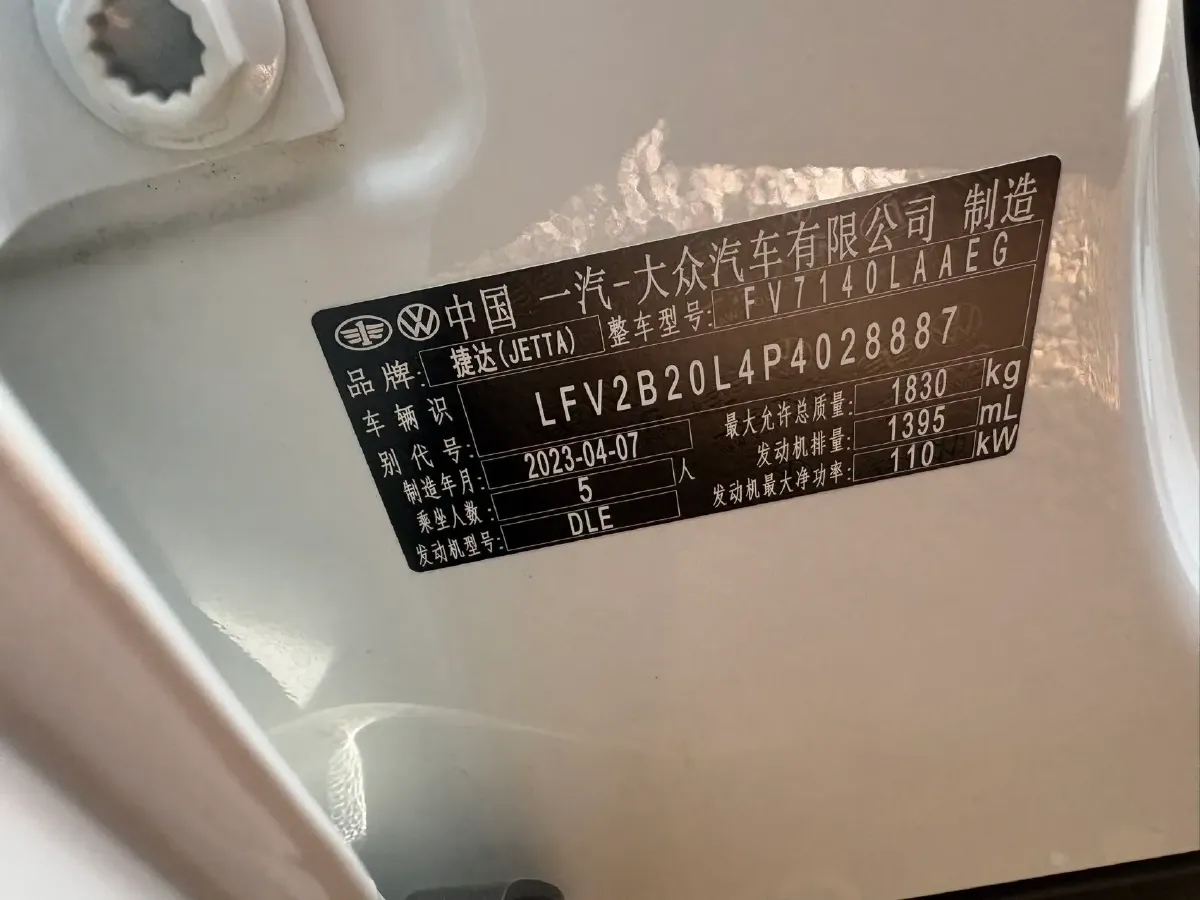 中国 一汽-大众汽车有限公司 制造
品牌: 捷达(JETTA) 整车型号: FV7140LAAEG
车辆识别代号: LFV2B20L4P4028887
制造年月: 2023-04-07 最大允许总质量: 1830 kg
乘坐人数: 5 人 发动机排量: 1395 mL
发动机型号: DLE 发动机最大净功率: 110 kW